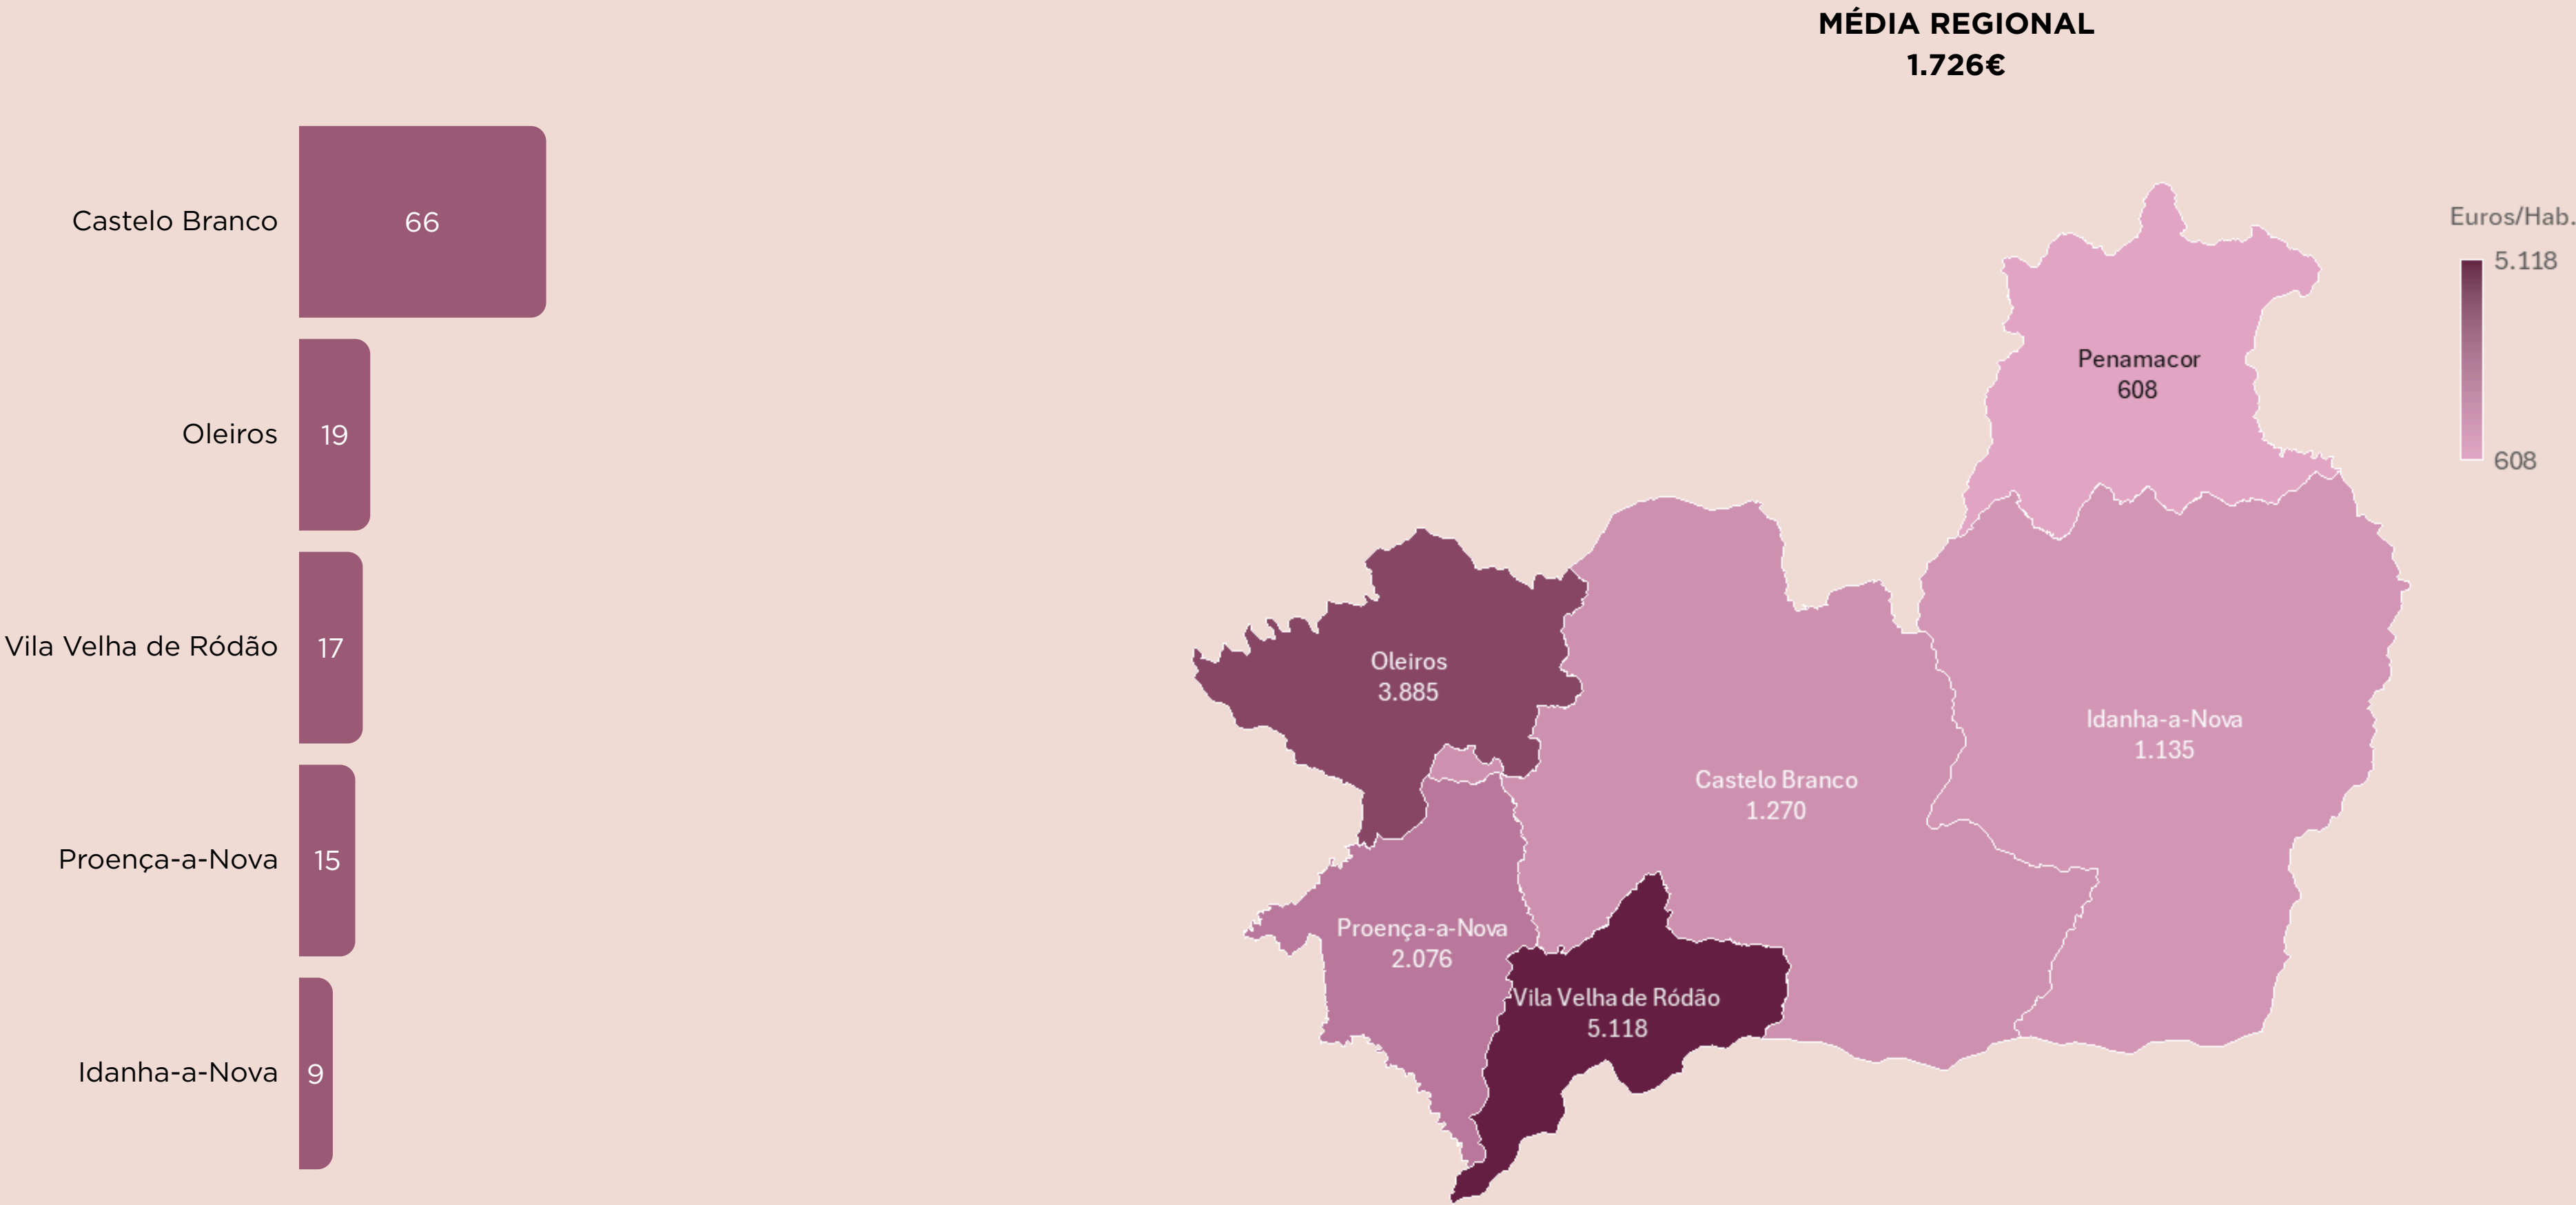 MÉDIA REGIONAL
1.726€
Castelo Branco
66
Oleiros
19
Vila Velha de Ródão
17
Proença-a-Nova
15
Idanha-a-Nova
9
Euros/Hab.
5.118
608
Penamacor
608
Oleiros
3.885
Idanha-a-Nova
1.135
Castelo Branco
1.270
Proença-a-Nova
2.076
Vila Velha de Ródão
5.118